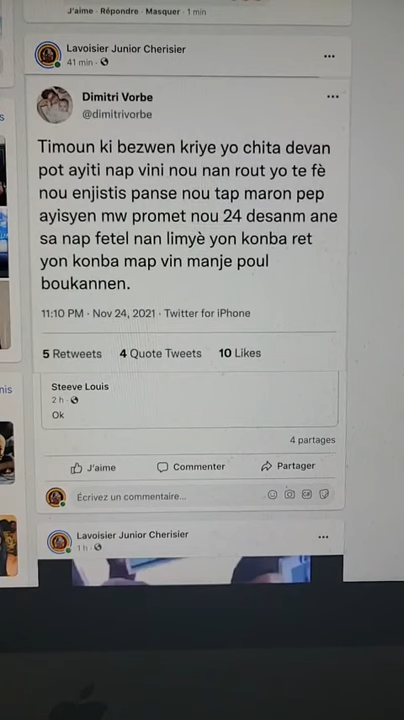 J'aime · Répondre · Masquer · 1 min
Lavoisier Junior Cherisier
41 min ·
Dimitri Vorbe
@dimitrivorbe
Timoun ki bezwen kriye yo chita devan
pot ayiti nap vini nou nan rout yo te fè
nou enjistis panse nou tap maron pep
ayisyen mw promet nou 24 desanm ane
sa nap fetel nan limyè yon konba ret
yon konba map vin manje poul
boukannen.
11:10 PM · Nov 24, 2021 · Twitter for iPhone
5 Retweets 4 Quote Tweets 10 Likes
Steeve Louis
2 h ·
Ok
4 partages
J'aime Commenter Partager
Écrivez un commentaire...
Lavoisier Junior Cherisier
1 h ·